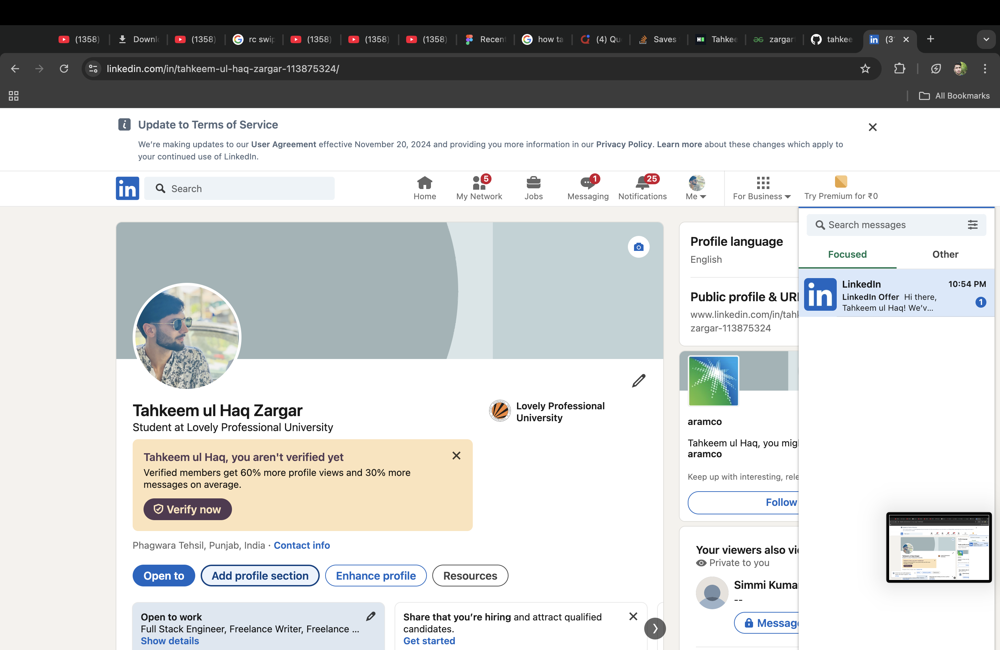 (1358)
Downl
(1358)
rc swip
(1358)
(1358)
(1358)
Recent
how ta
(4) Qu
Saves
Tahkee
zargar
tahkee
(3
linkedin.com/in/tahkeem-ul-haq-zargar-113875324/
All Bookmarks
Update to Terms of Service
We're making updates to our User Agreement effective November 20, 2024 and providing you more information in our Privacy Policy. Learn more about these changes which apply to
your continued use of LinkedIn.
in
Search
Home
5
My Network
Jobs
1
Messaging
25
Notifications
Me
For Business
Try Premium for ₹0
Tahkeem ul Haq Zargar
Student at Lovely Professional University
Lovely Professional
University
Tahkeem ul Haq, you aren't verified yet
Verified members get 60% more profile views and 30% more
messages on average.
Verify now
Phagwara Tehsil, Punjab, India · Contact info
Open to
Add profile section
Enhance profile
Resources
Open to work
Full Stack Engineer, Freelance Writer, Freelance ...
Show details
Share that you're hiring and attract qualified
candidates.
Get started
Profile language
English
Public profile & URL
www.linkedin.com/in/tahk
zargar-113875324
aramco
Tahkeem ul Haq, you migh
aramco
Keep up with interesting, rele
Follow
Your viewers also vie
Private to you
Simmi Kumar
--
Message
Search messages
Focused
Other
in
LinkedIn
10:54 PM
LinkedIn Offer Hi there,
Tahkeem ul Haq! We'v...
1